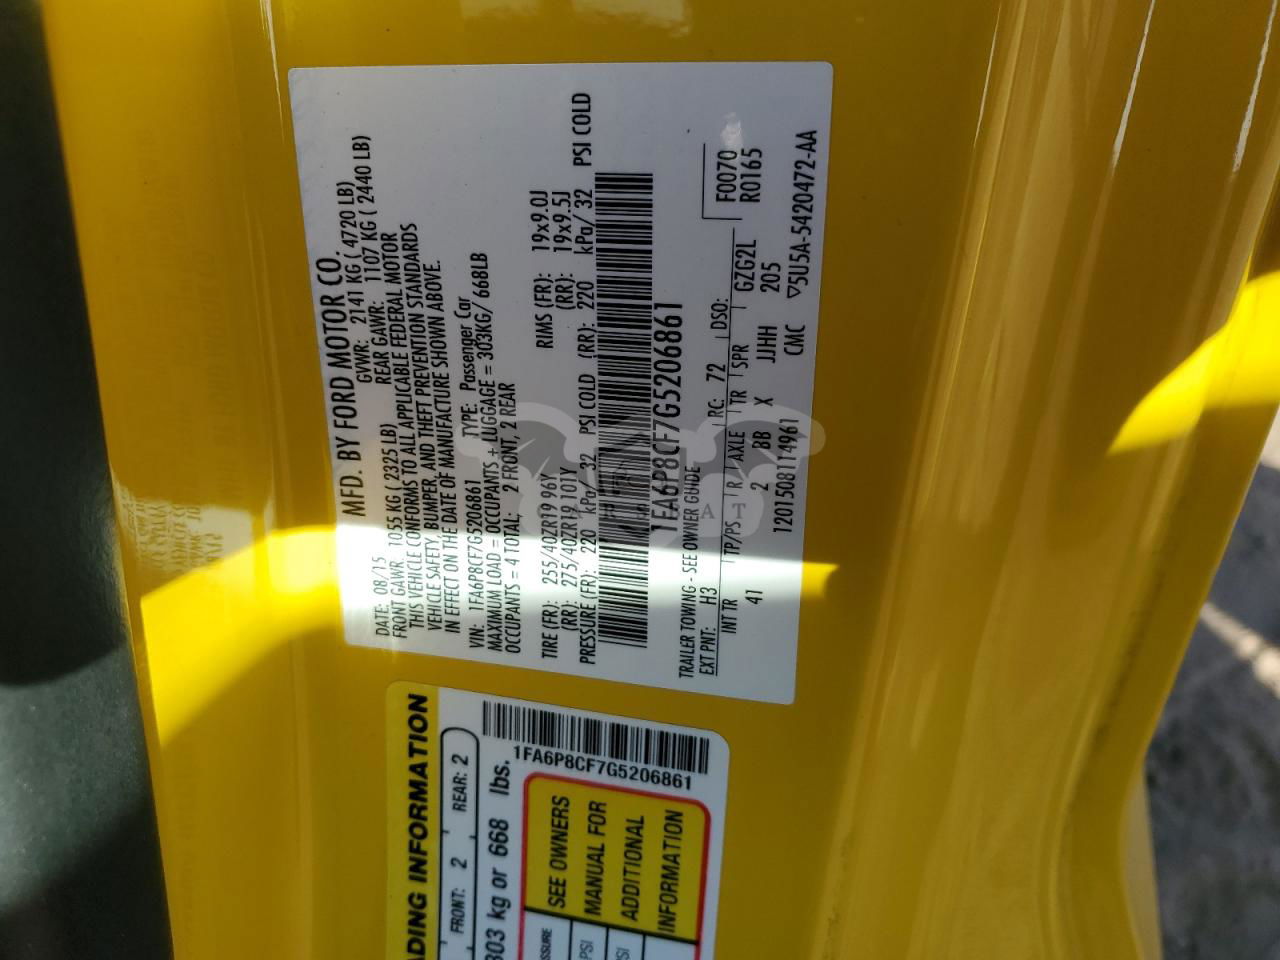 MFD. BY FORD MOTOR CO.
DATE: 08/15 GVWR: 2141 KG ( 4720 LB)
FRONT GAWR: 1055 KG ( 2325 LB) REAR GAWR: 1107 KG ( 2440 LB)
THIS VEHICLE CONFORMS TO ALL APPLICABLE FEDERAL MOTOR
VEHICLE SAFETY, BUMPER, AND THEFT PREVENTION STANDARDS
IN EFFECT ON THE DATE OF MANUFACTURE SHOWN ABOVE.
VIN: 1FA6P8CF7G5206861 TYPE: Passenger Car
MAXIMUM LOAD = OCCUPANTS + LUGGAGE = 303KG/ 668LB
OCCUPANTS = 4 TOTAL; 2 FRONT, 2 REAR
TIRE (FR): 255/40ZR19 96Y RIMS (FR): 19x9.0J
(RR): 275/40ZR19 101Y (RR): 19x9.5J
PRESSURE (FR): 220 kPa/ 32 PSI COLD (RR): 220 kPa/ 32 PSI COLD
1FA6P8CF7G5206861
TRAILER TOWING - SEE OWNER GUIDE
EXT PNT: H3 RC: 72 DSO: F0070
INT TR TP/PS R AXLE TR SPR GZG2L R0165
41 2 BB X JJHH 205
1201508114961 CMC ▽5U5A-5420472-AA
ADING INFORMATION
FRONT: 2 REAR: 2
303 kg or 668 lbs.
1FA6P8CF7G5206861
SEE OWNERS
MANUAL FOR
ADDITIONAL
INFORMATION
SSURE
PSI
PSI